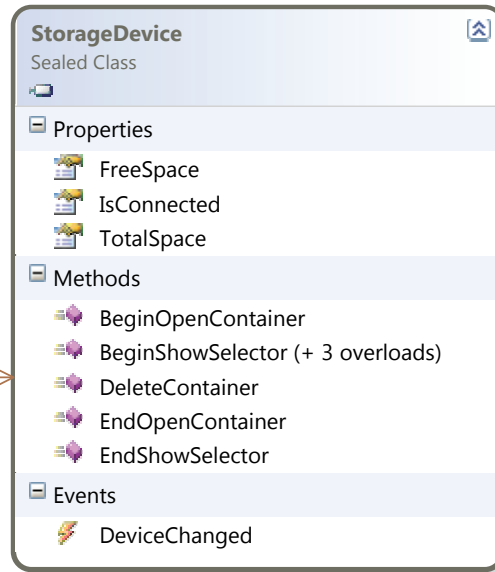 StorageDevice
Sealed Class
Properties
FreeSpace
IsConnected
TotalSpace
Methods
BeginOpenContainer
BeginShowSelector (+ 3 overloads)
DeleteContainer
EndOpenContainer
EndShowSelector
Events
DeviceChanged